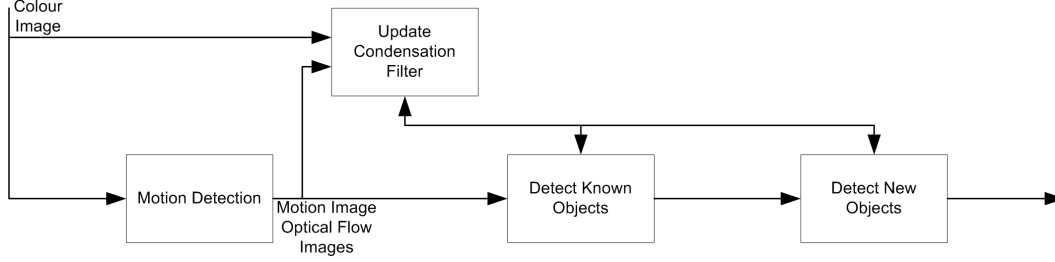 Colour
Image
Update
Condensation
Filter
Motion Detection
Motion Image
Optical Flow
Images
Detect Known
Objects
Detect New
Objects